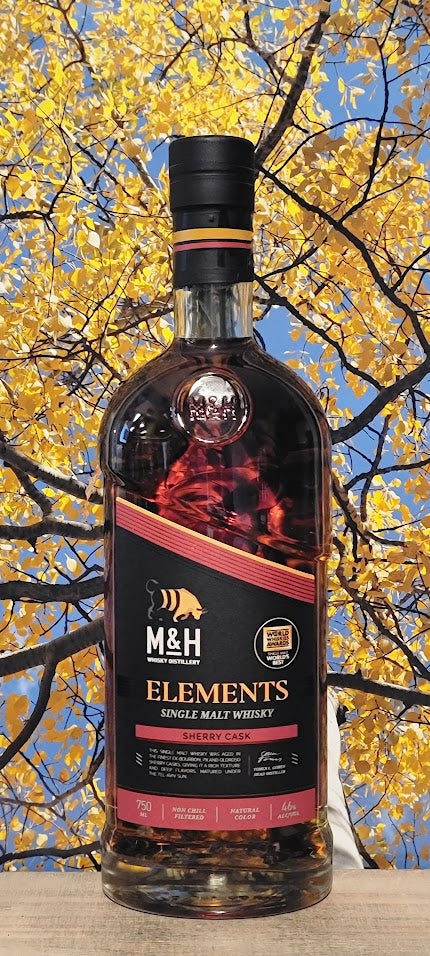 M&H
M&H
WHISKY DISTILLERY
WORLD
WHISKIES
AWARDS
WORLD'S
BEST
ELEMENTS
SINGLE MALT WHISKY
SHERRY CASK
THIS SINGLE MALT WHISKY WAS AGED IN
THE FINEST EX-BOURBON, PX AND OLOROSO
SHERRY CASKS, GIVING IT A RICH TEXTURE
AND DEEP FLAVORS. MATURED UNDER
THE TEL AVIV SUN.
HEAD DISTILLER
750
ML
NON CHILL
FILTERED
NATURAL
COLOR
46%
ALC/VOL